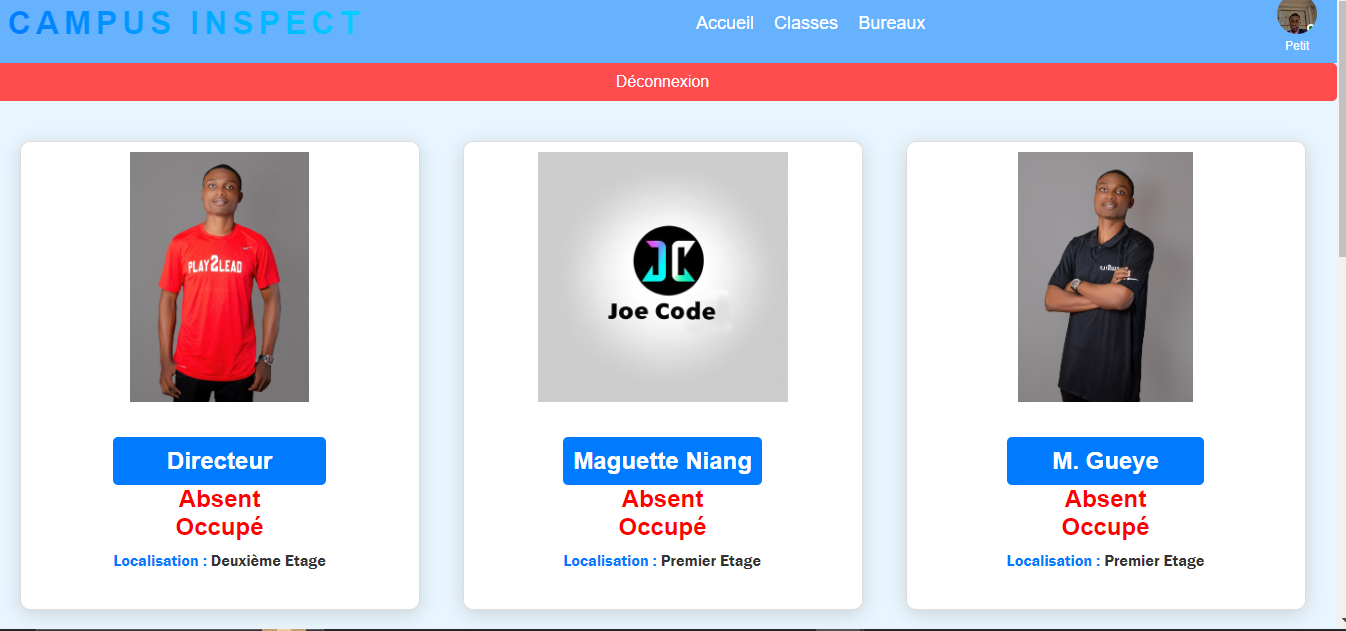 CAMPUS INSPECT
Accueil Classes Bureaux
Petit
Déconnexion
PLAY2LEAD
Joe Code
Directeur
Absent
Occupé
Localisation : Deuxième Etage
Maguette Niang
Absent
Occupé
Localisation : Premier Etage
M. Gueye
Absent
Occupé
Localisation : Premier Etage